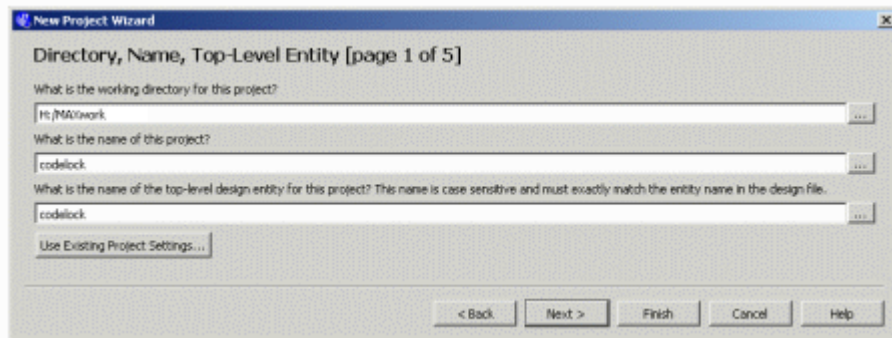 New Project Wizard
Directory, Name, Top-Level Entity [page 1 of 5]
What is the working directory for this project?
H:/MAXwork
...
What is the name of this project?
codelock
...
What is the name of the top-level design entity for this project? This name is case sensitive and must exactly match the entity name in the design file.
codelock
...
Use Existing Project Settings...
< Back Next > Finish Cancel Help